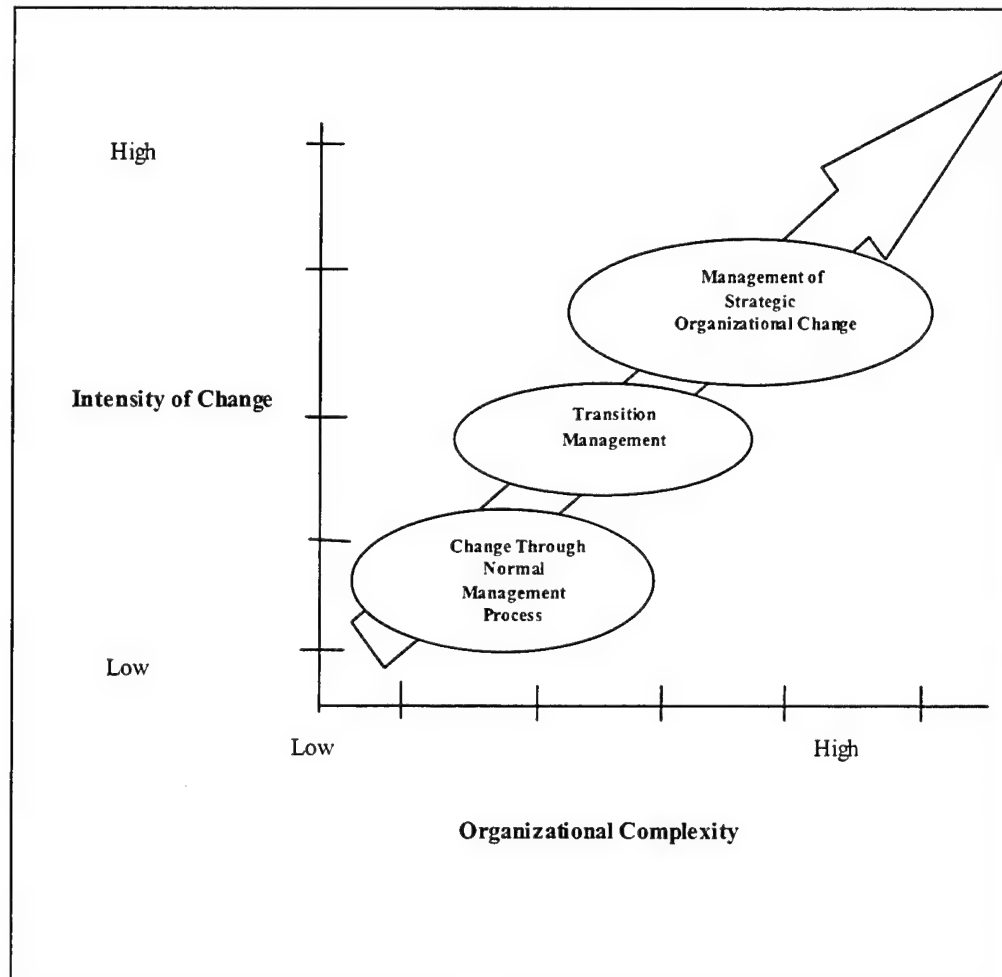 High
Management of
Strategic
Organizational Change
Intensity of Change
Transition
Management
Change Through
Normal
Management
Process
Low
Low
High
Organizational Complexity